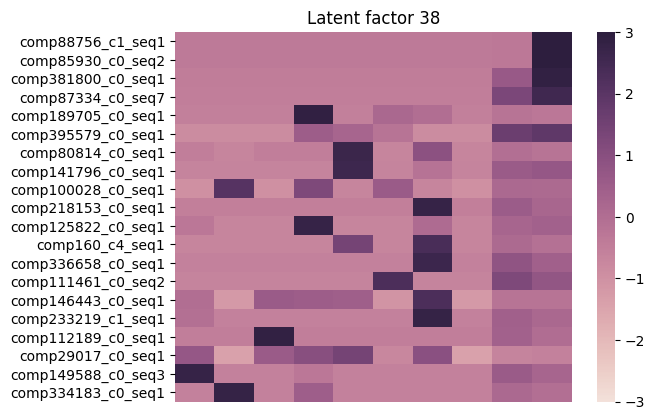 Latent factor 38
comp88756_c1_seq1
comp85930_c0_seq2
comp381800_c0_seq1
comp87334_c0_seq7
comp189705_c0_seq1
comp395579_c0_seq1
comp80814_c0_seq1
comp141796_c0_seq1
comp100028_c0_seq1
comp218153_c0_seq1
comp125822_c0_seq1
comp160_c4_seq1
comp336658_c0_seq1
comp111461_c0_seq2
comp146443_c0_seq1
comp233219_c1_seq1
comp112189_c0_seq1
comp29017_c0_seq1
comp149588_c0_seq3
comp334183_c0_seq1
3
2
1
0
−1
−2
−3